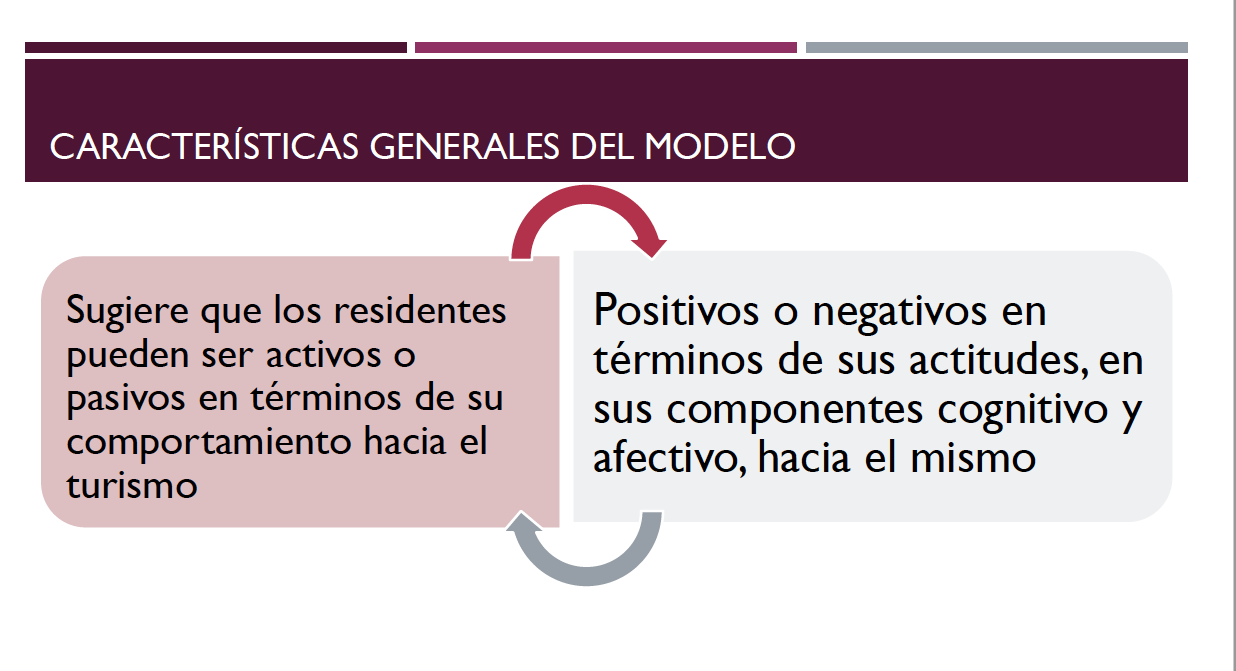 CARACTERÍSTICAS GENERALES DEL MODELO
Sugiere que los residentes
pueden ser activos o
pasivos en términos de su
comportamiento hacia el
turismo
Positivos o negativos en
términos de sus actitudes, en
sus componentes cognitivo y
afectivo, hacia el mismo